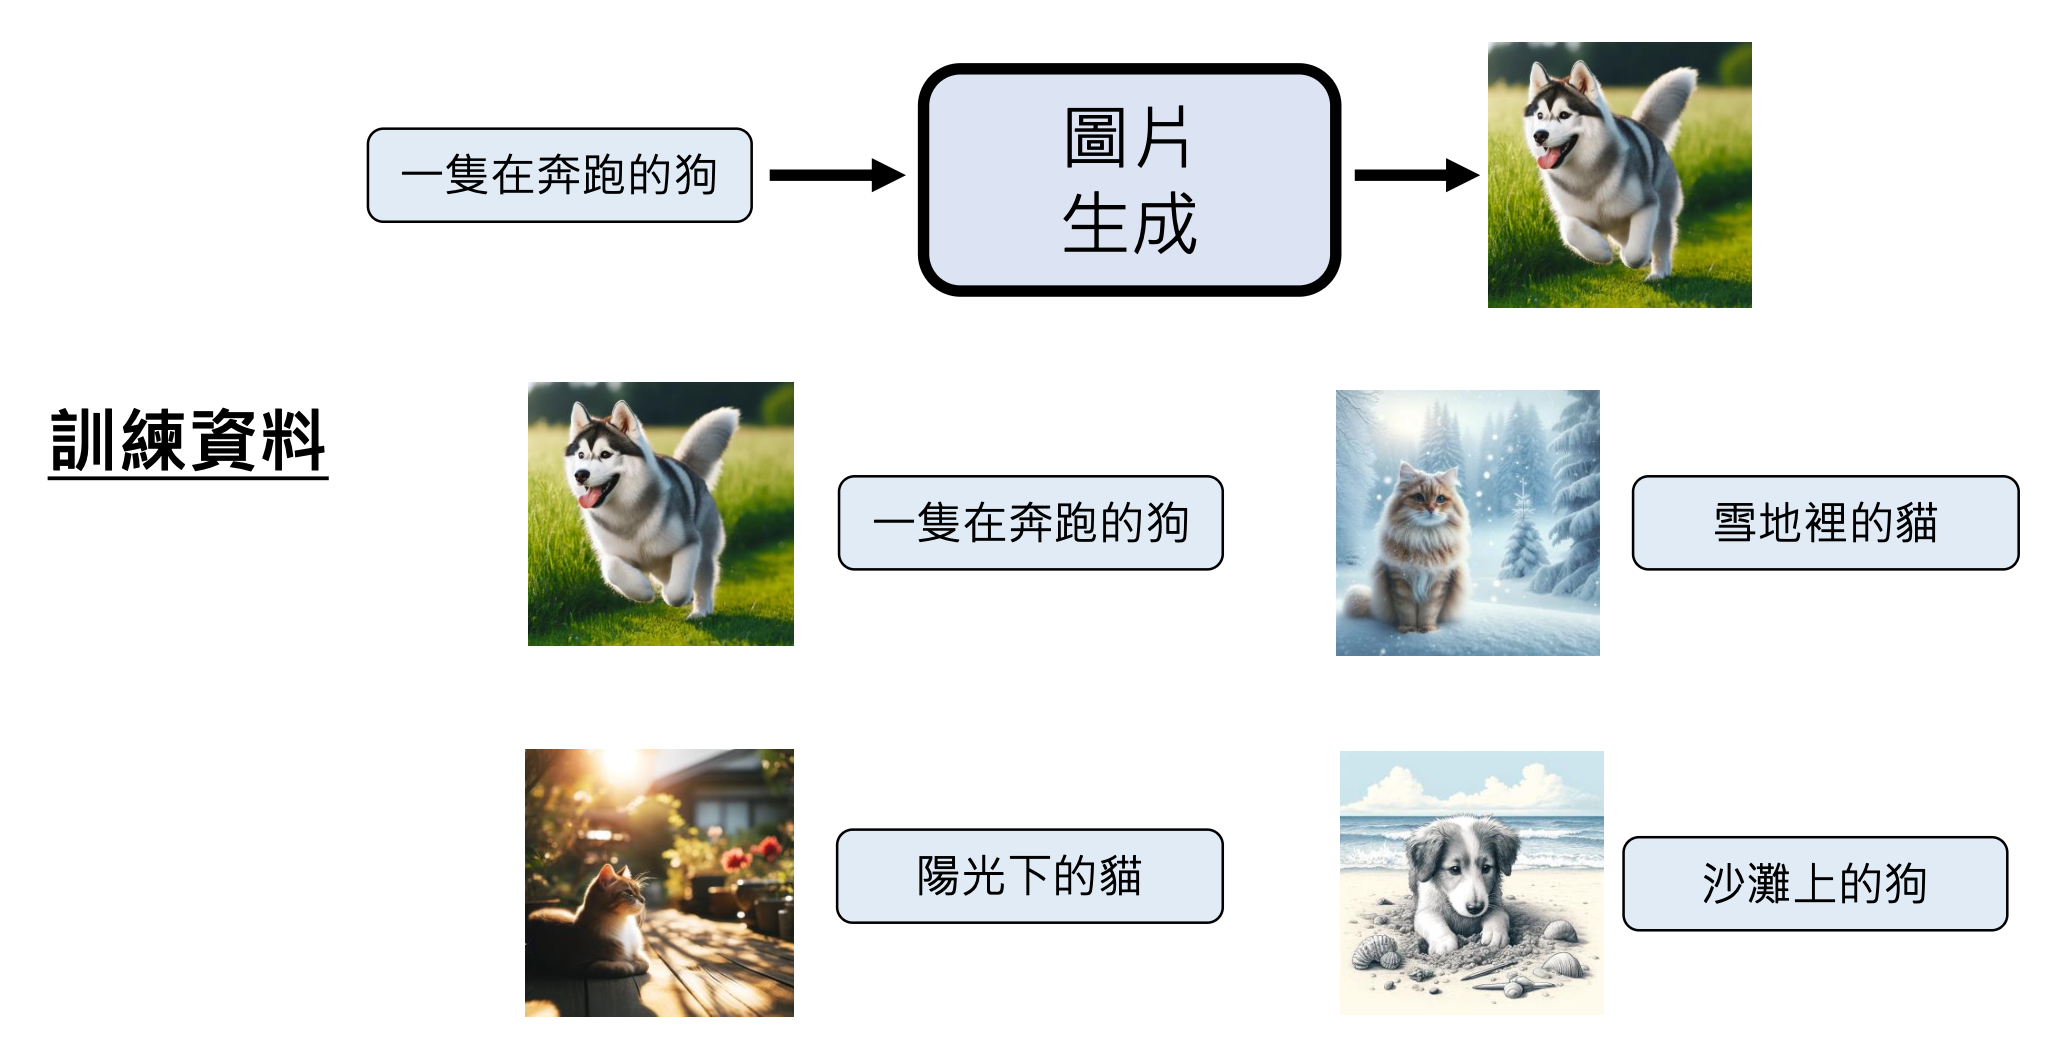 一隻在奔跑的狗
圖片
生成
訓練資料
一隻在奔跑的狗
雪地裡的貓
陽光下的貓
沙灘上的狗